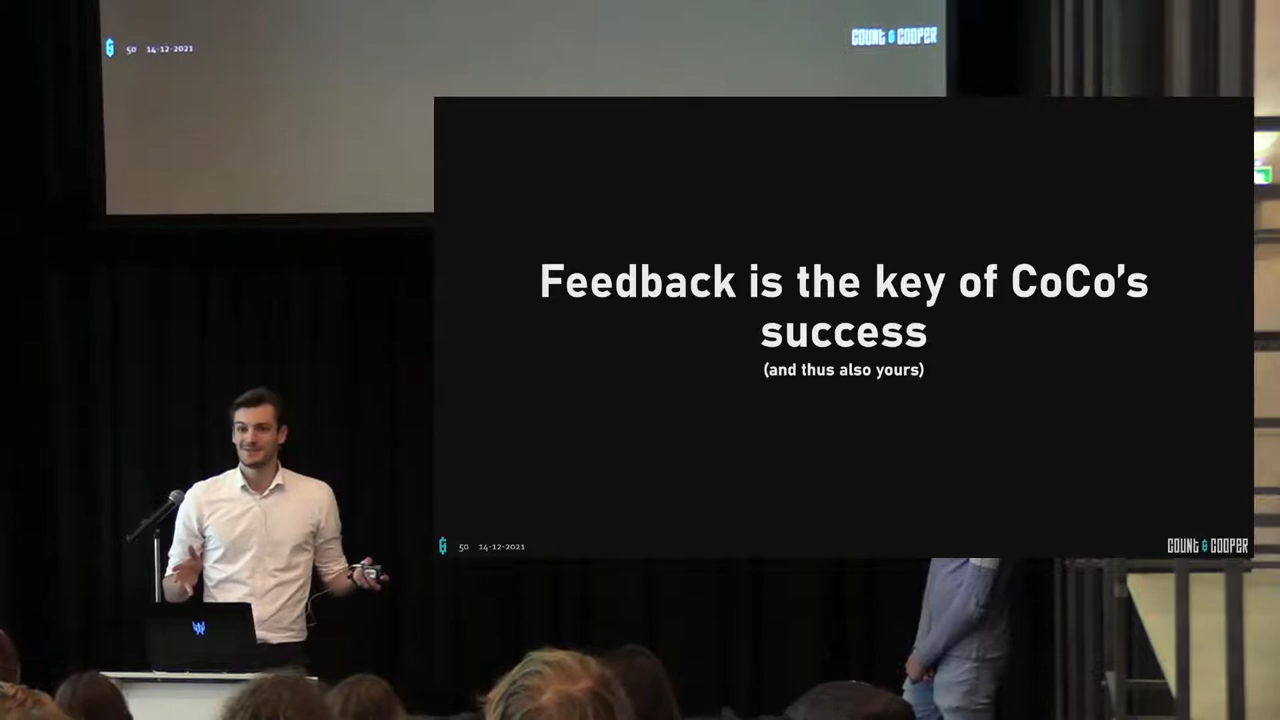 50 14-12-2021
COUNT & COOPER
Feedback is the key of CoCo's
success
(and thus also yours)
50 14-12-2021
COUNT & COOPER